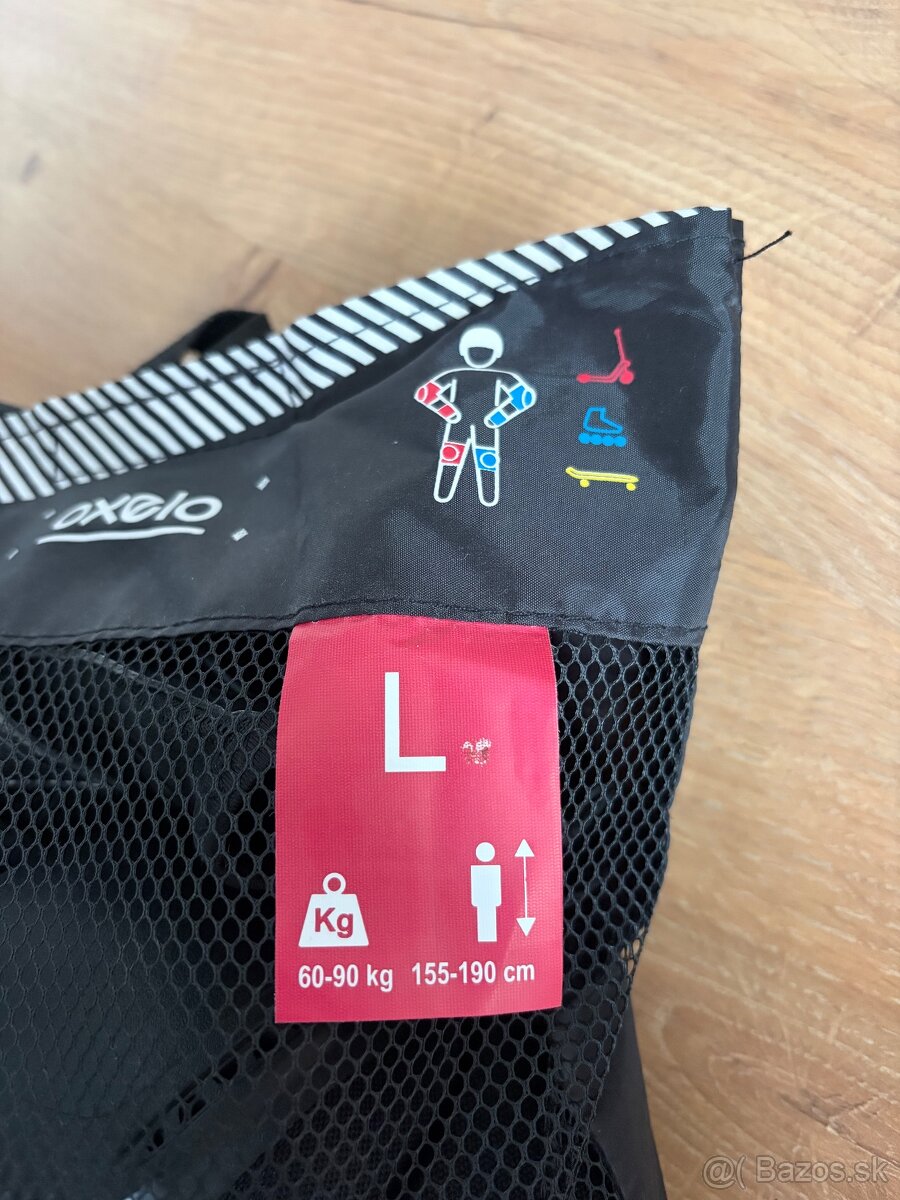 oxelo
L
Kg
60-90 kg 155-190 cm
@( Bazos.sk